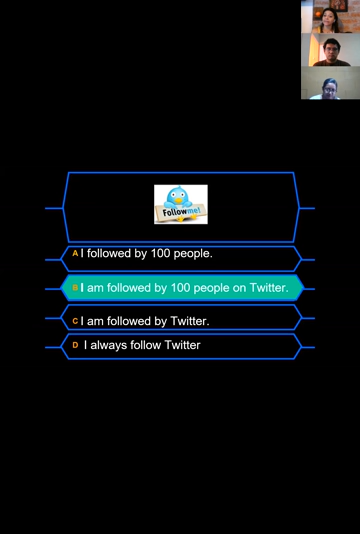 Followme!
A I followed by 100 people.
B I am followed by 100 people on Twitter.
C I am followed by Twitter.
D I always follow Twitter